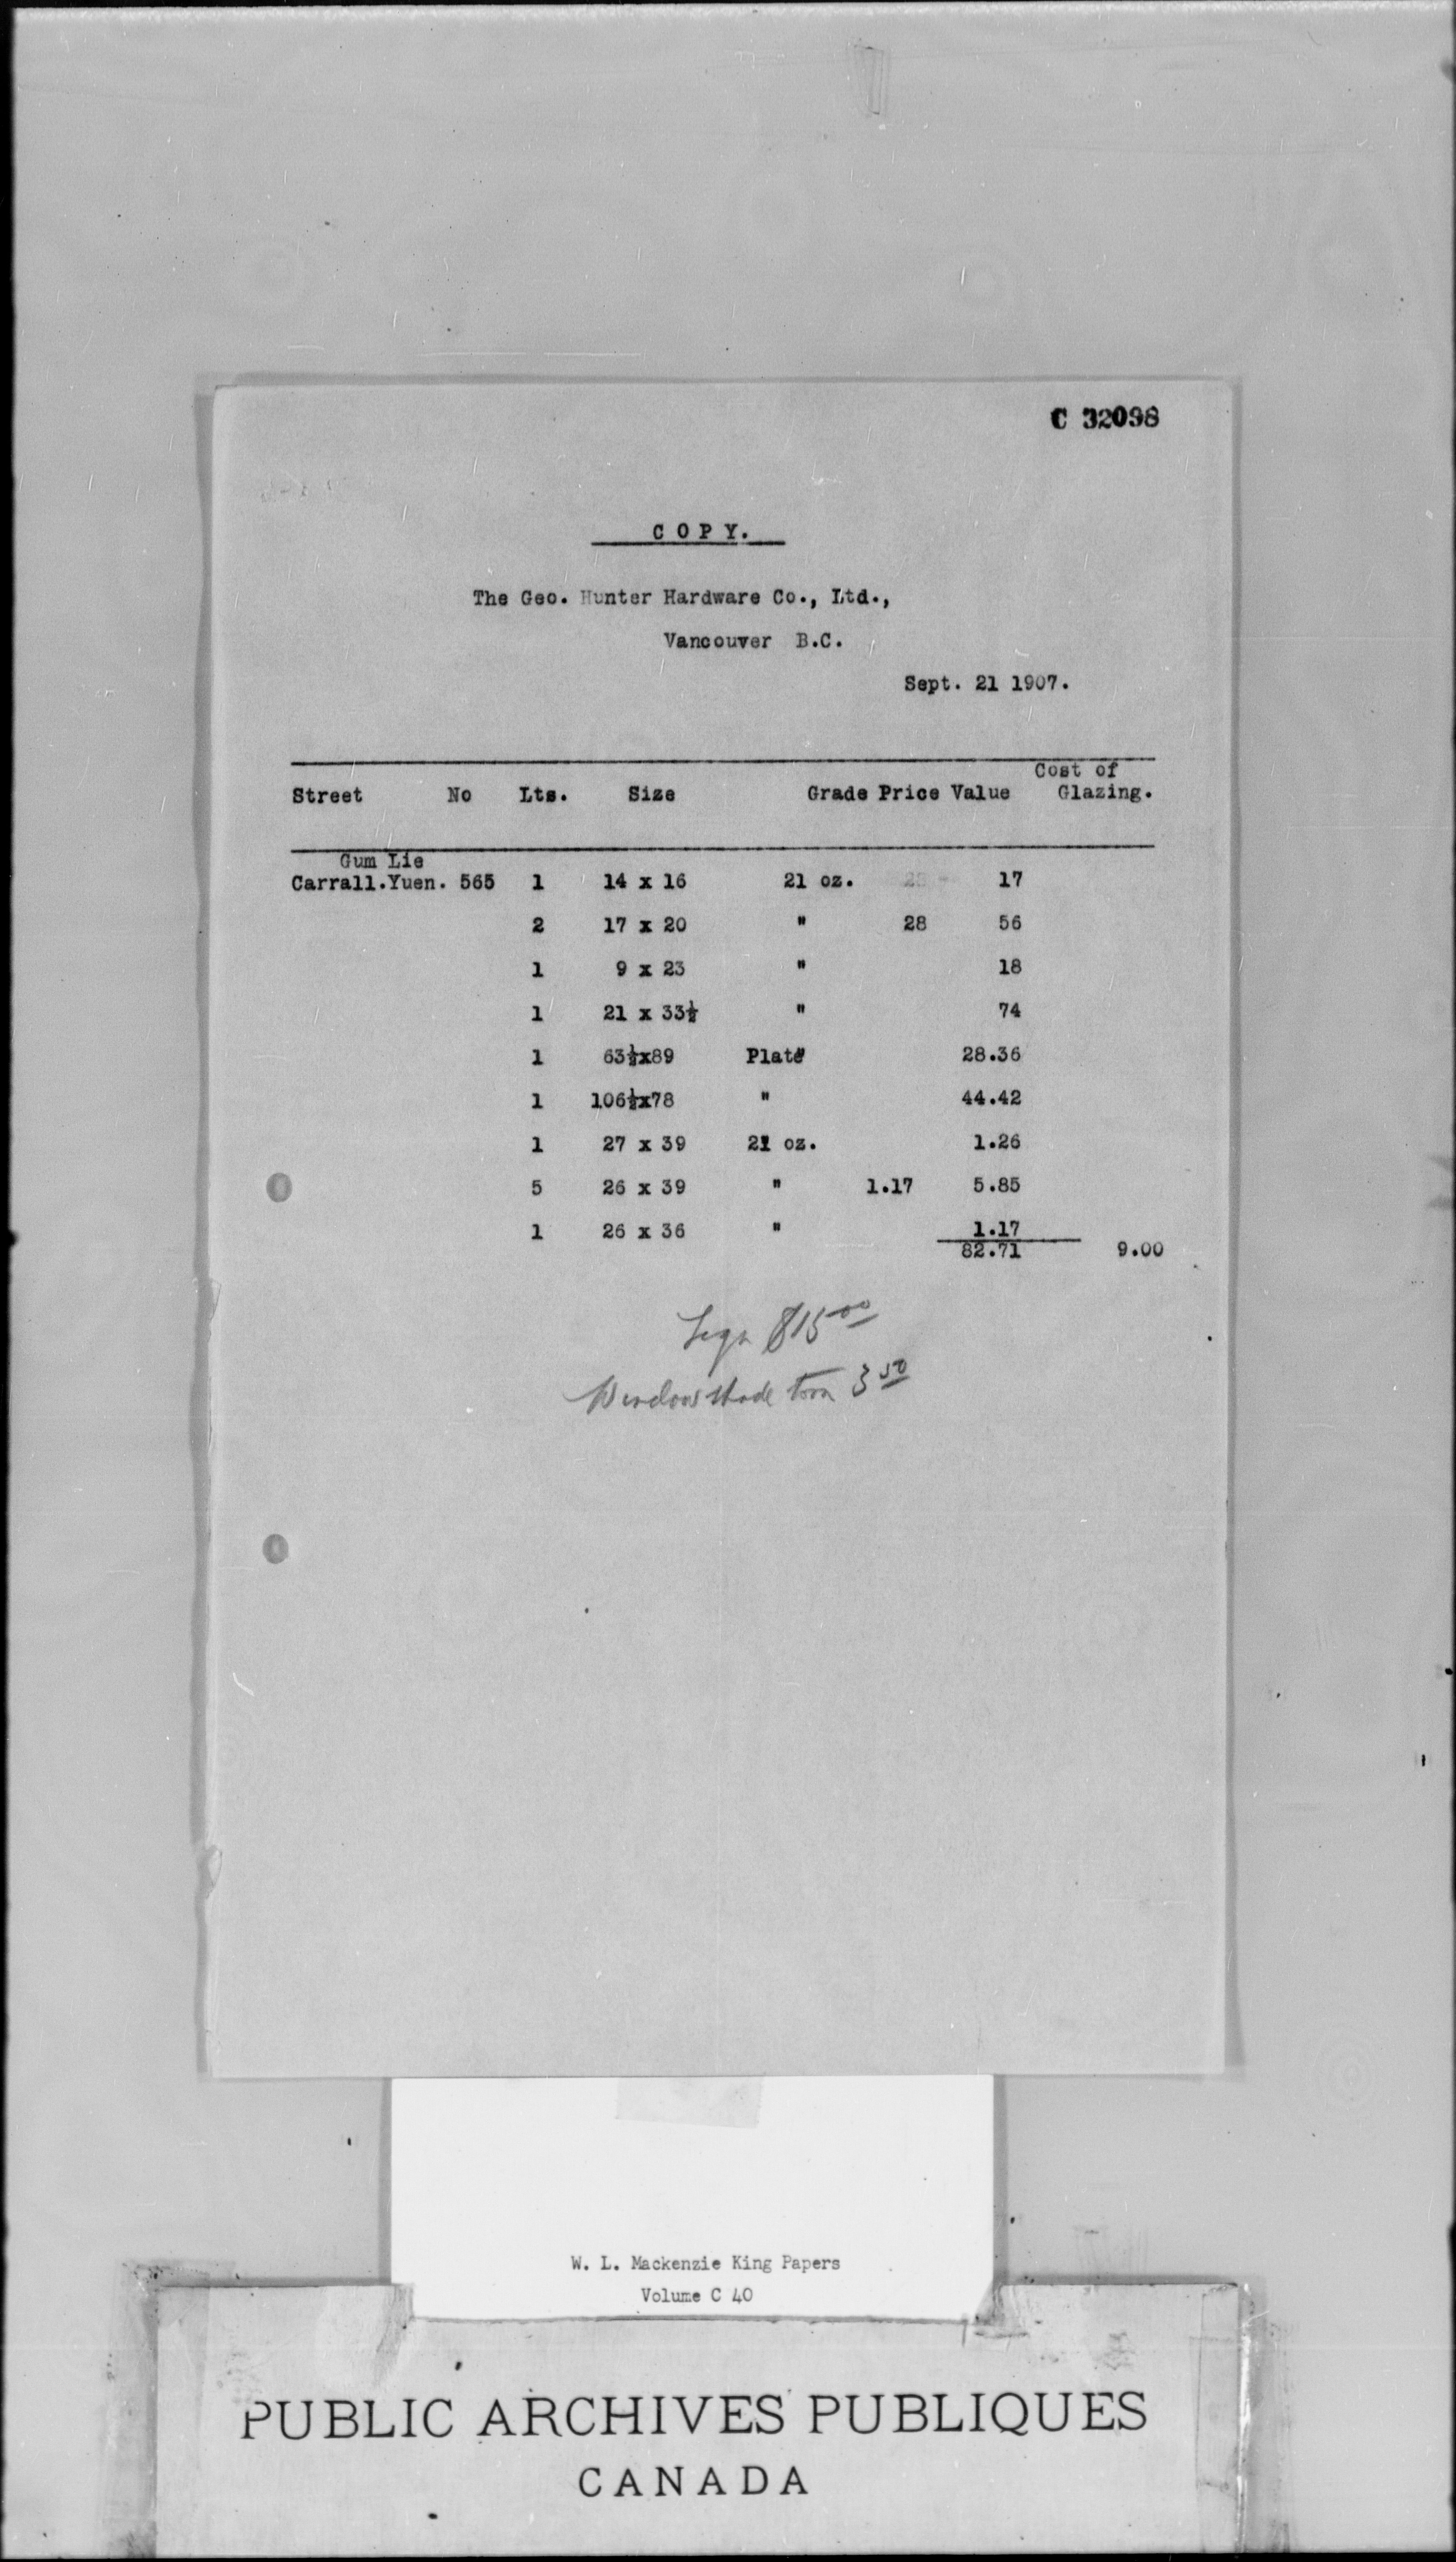 C 32098
COPY.
The Geo. Hunter Hardware Co., Ltd.,
Vancouver B.C.
Sept. 21 1907.
Street No Lts. Size Grade Price Value Cost of Glazing.
Gum Lie
Carrall.Yuen. 565 1 14 x 16 21 oz. 17
2 17 x 20 " 28 56
1 9 x 23 " 18
1 21 x 33½ " 74
1 63½x89 Plate" 28.36
1 106½x78 " 44.42
1 27 x 39 21 oz. 1.26
5 26 x 39 " 1.17 5.85
1 26 x 36 " 1.17
82.71 9.00
Sign $15.00
Window shade torn 3.50
W. L. Mackenzie King Papers
Volume C 40
PUBLIC ARCHIVES PUBLIQUES
CANADA